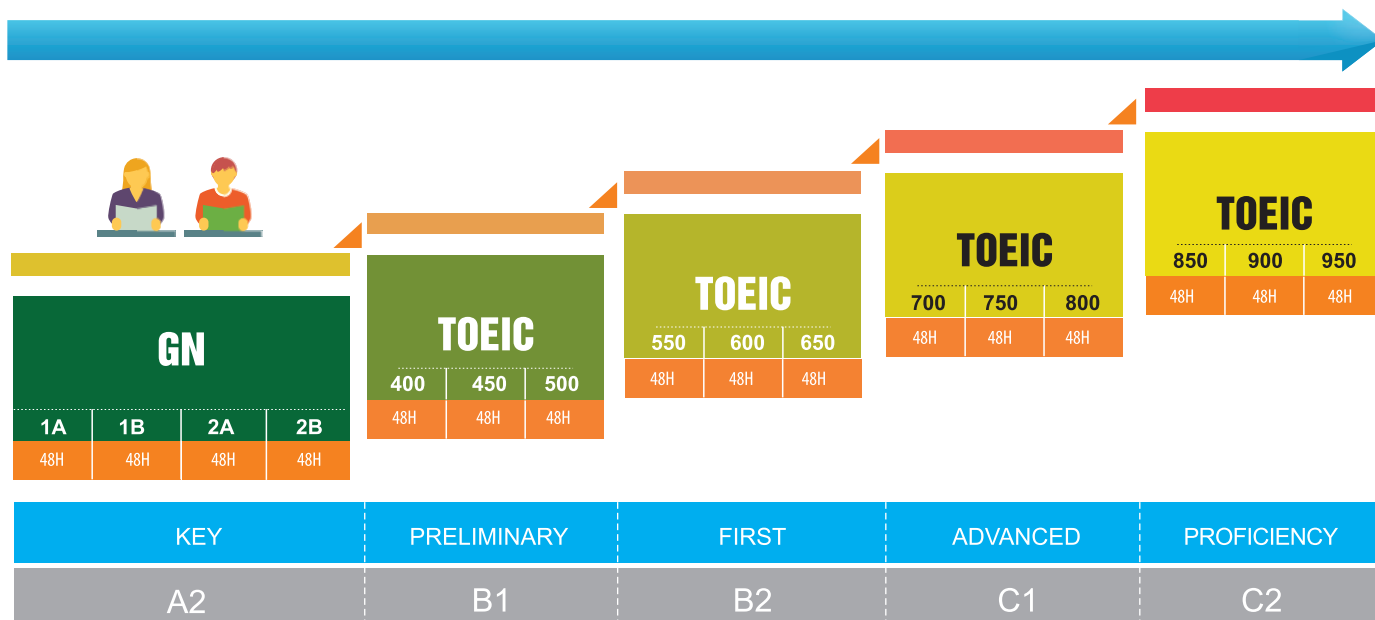 GN
1A 1B 2A 2B
48H 48H 48H 48H
TOEIC
400 450 500
48H 48H 48H
TOEIC
550 600 650
48H 48H 48H
TOEIC
700 750 800
48H 48H 48H
TOEIC
850 900 950
48H 48H 48H
KEY PRELIMINARY FIRST ADVANCED PROFICIENCY
A2 B1 B2 C1 C2